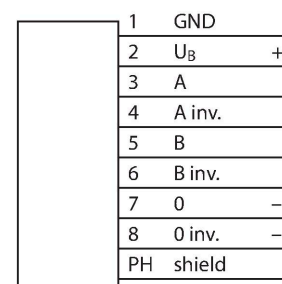 1 GND
2 U_B +
3 A
4 A inv.
5 B
6 B inv.
7 0 –
8 0 inv. –
PH shield